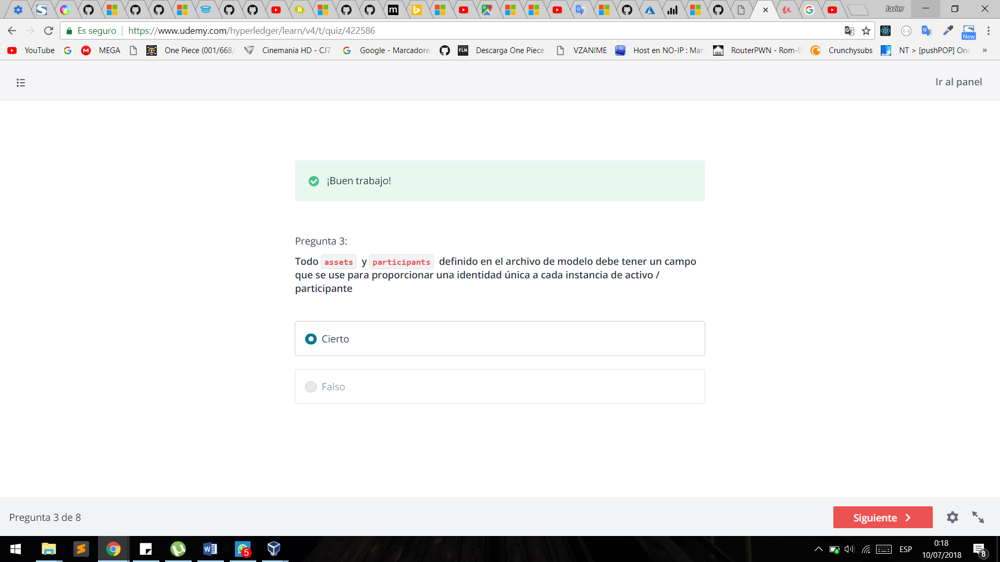 Javier
Es seguro
https://www.udemy.com/hyperledger/learn/v4/t/quiz/422586
New
YouTube
MEGA
One Piece (001/668/
Cinemania HD - CJ7
Google - Marcadore
FLN
Descarga One Piece
VZANIME
Host en NO-IP : Man
RouterPWN - Rom-0
Crunchysubs
NT > [pushPOP] One
»
Ir al panel
¡Buen trabajo!
Pregunta 3:
Todo assets y participants definido en el archivo de modelo debe tener un campo
que se use para proporcionar una identidad única a cada instancia de activo /
participante
Cierto
Falso
Pregunta 3 de 8
Siguiente
5
ESP
0:18
10/07/2018
8